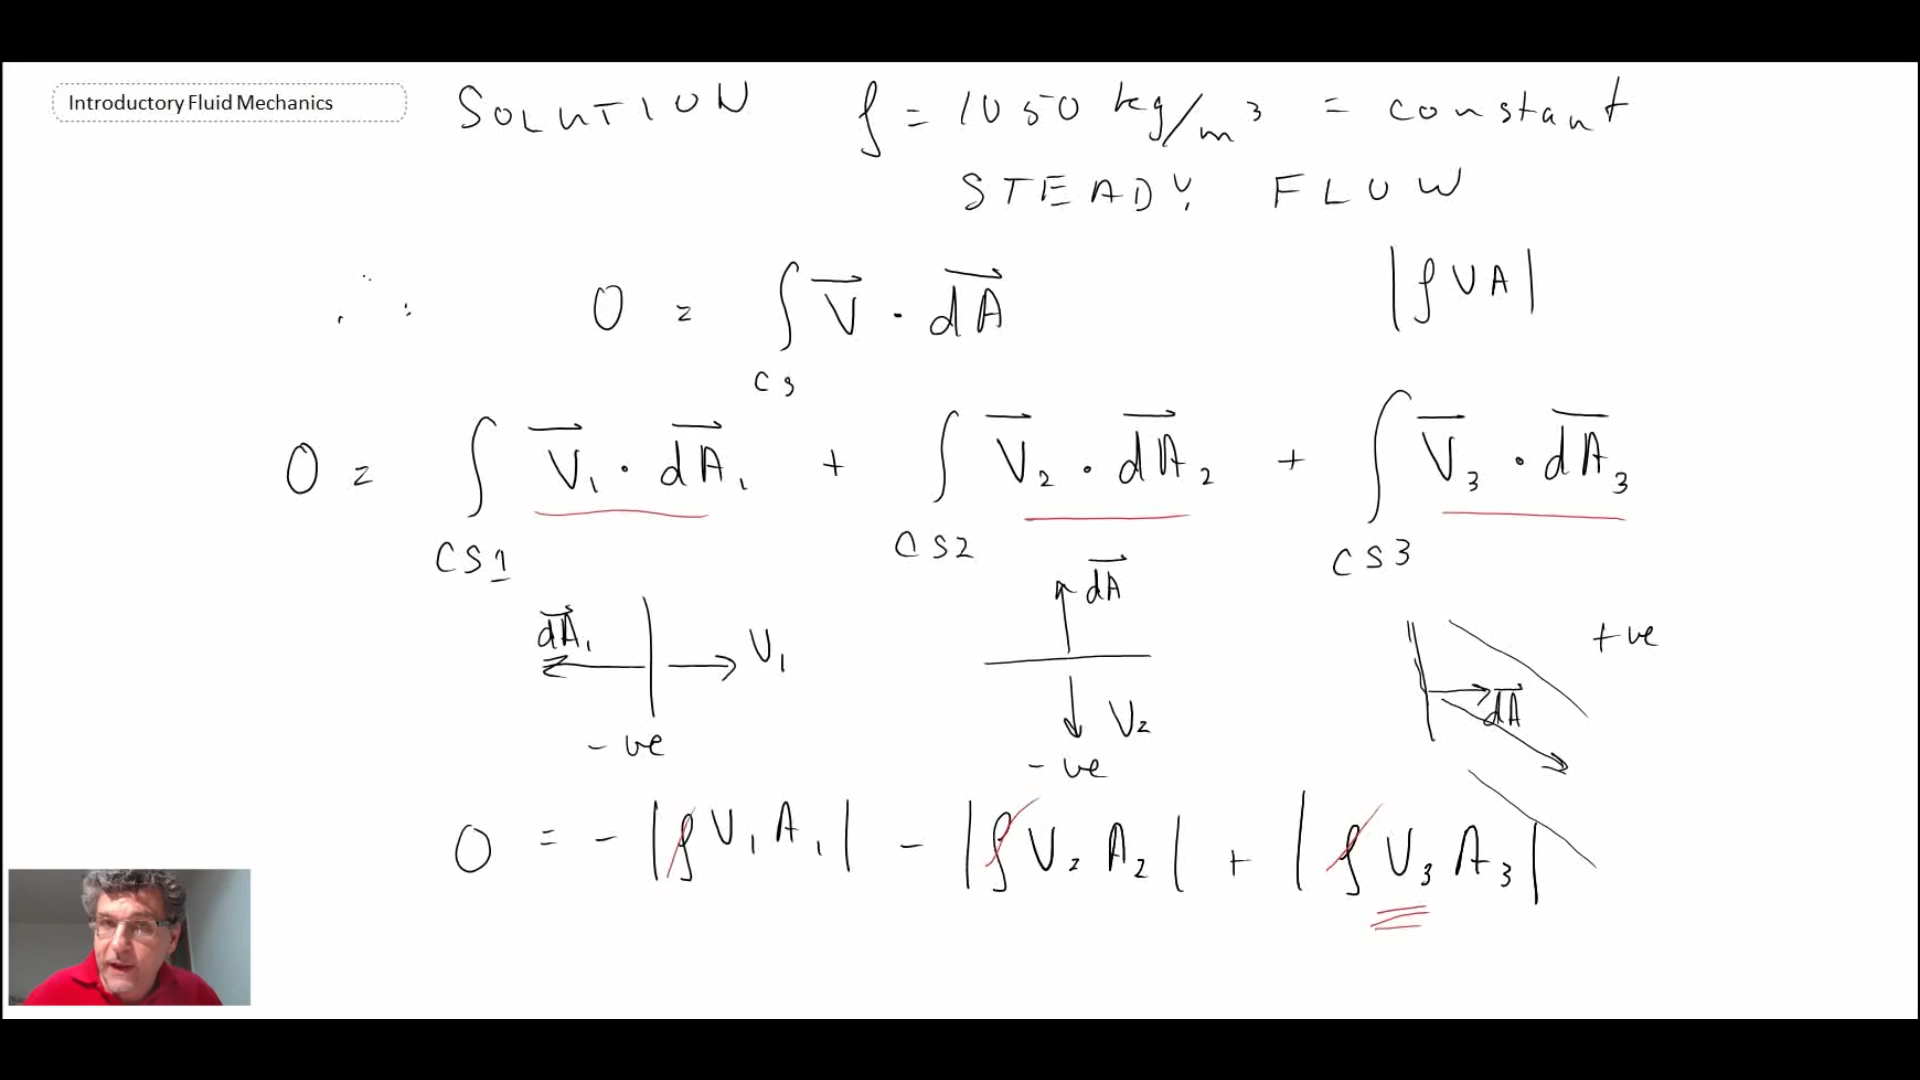 Introductory Fluid Mechanics
SOLUTION ρ = 1050 kg/m³ = constant
STEADY FLOW
|ρVA|
∴ 0 = ∫ V⃗ · dA⃗
CS
0 = ∫ V⃗₁ · dA⃗₁ + ∫ V⃗₂ · dA⃗₂ + ∫ V⃗₃ · dA⃗₃
CS1 CS2 CS3
dA⃗₁ V₁ dA⃗ V₂ dA⃗ +ve
-ve -ve
0 = -|ρV₁A₁| - |ρV₂A₂| + |ρV₃A₃|